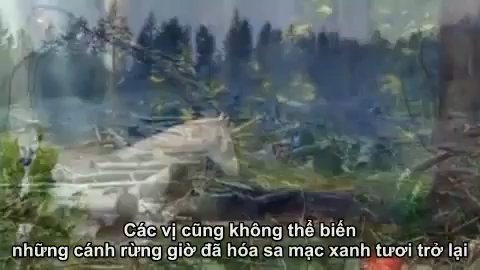 Các vị cũng không thể biến
những cánh rừng giờ đã hóa sa mạc xanh tươi trở lại